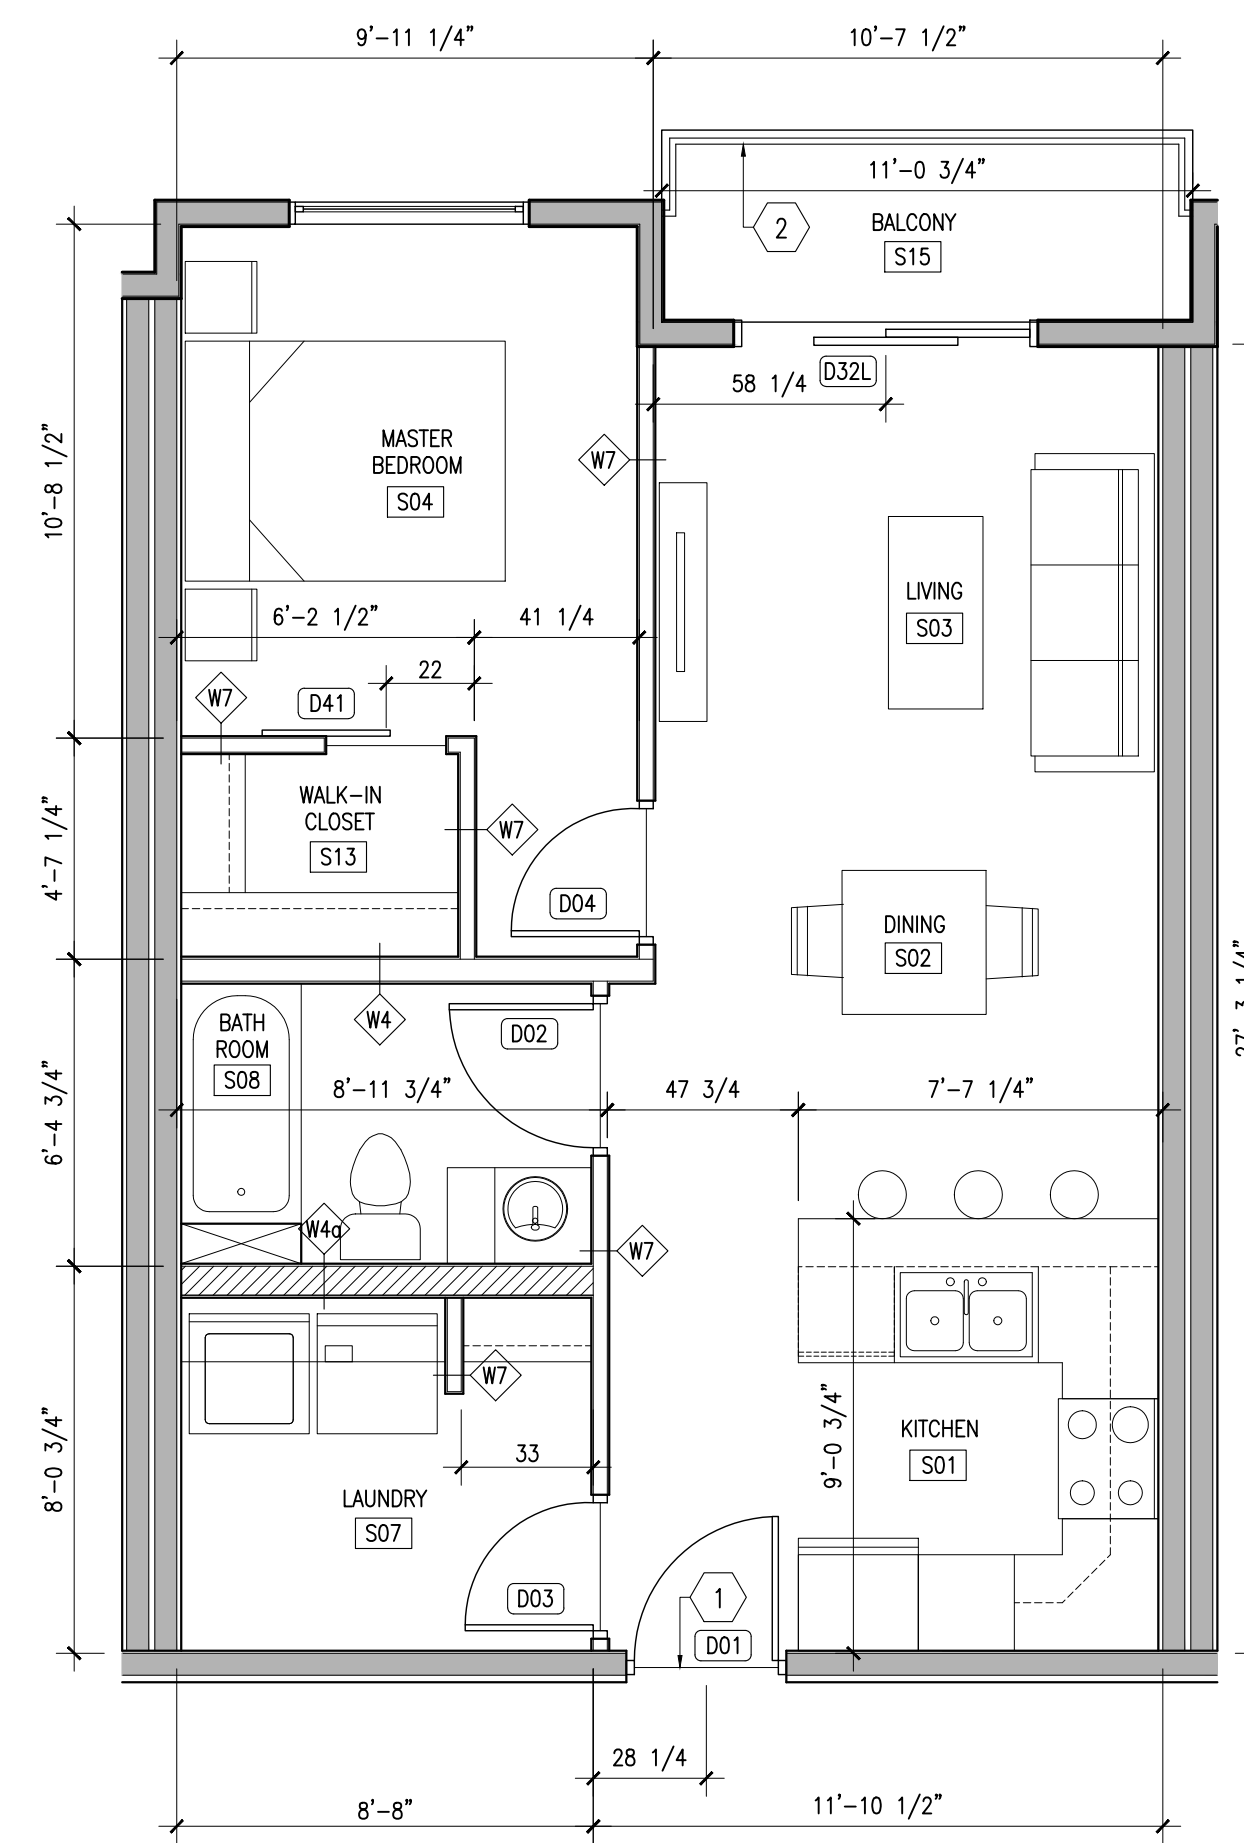 9'-11 1/4"
10'-7 1/2"
11'-0 3/4"
BALCONY
S15
2
D32L
58 1/4
10'-8 1/2"
MASTER
BEDROOM
S04
W7
LIVING
S03
6'-2 1/2"
41 1/4
22
W7
D41
WALK-IN
CLOSET
S13
W7
4'-7 1/4"
D04
DINING
S02
27'-3 1/4"
W4
BATH
ROOM
S08
D02
8'-11 3/4"
47 3/4
7'-7 1/4"
6'-4 3/4"
W4a
W7
W7
9'-0 3/4"
KITCHEN
S01
8'-0 3/4"
33
LAUNDRY
S07
D03
1
D01
28 1/4
8'-8"
11'-10 1/2"